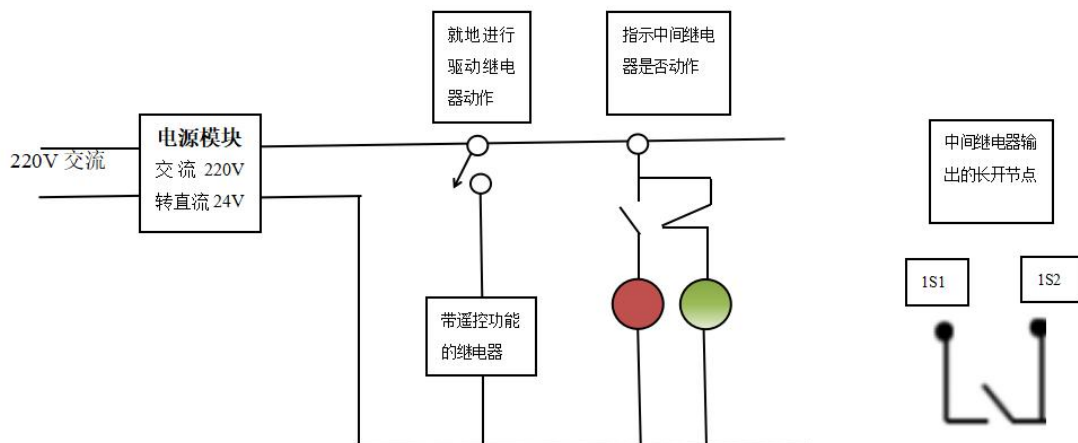 就地进行
驱动继电
器动作
指示中间继电
器是否动作
220V 交流
电源模块
交流 220V
转直流 24V
中间继电器输
出的长开节点
1S1
1S2
带遥控功能
的继电器